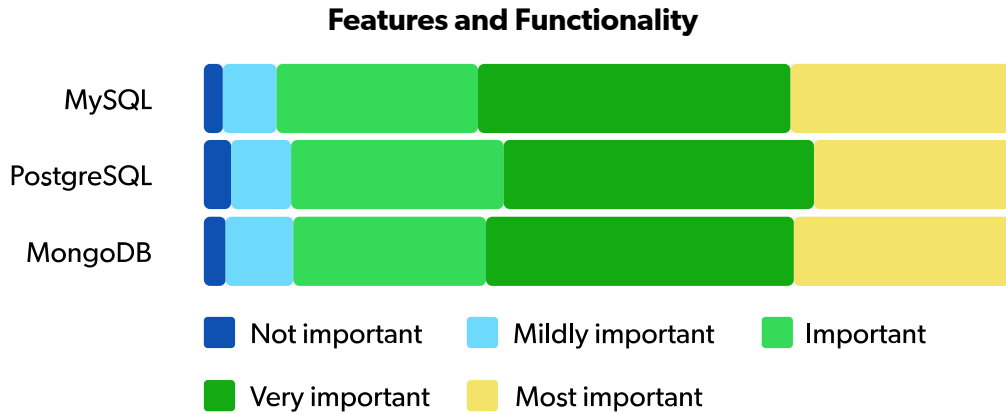 Features and Functionality
MySQL
PostgreSQL
MongoDB
Not important
Mildly important
Important
Very important
Most important